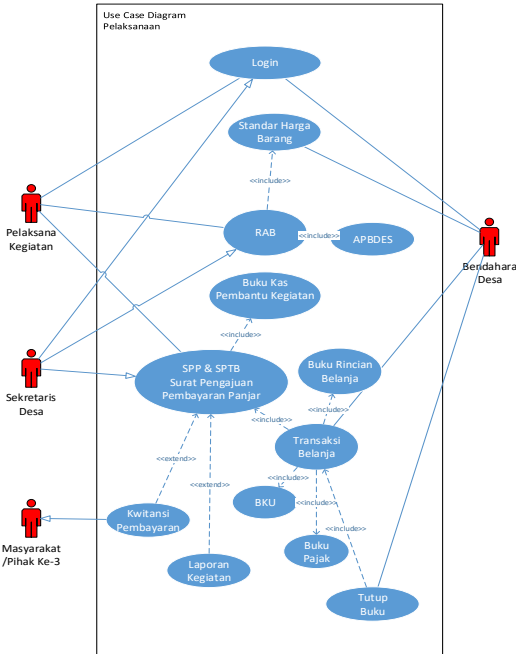 Use Case Diagram
Pelaksanaan
Login
Standar Harga
Barang
<<include>>
Pelaksana
Kegiatan
RAB
<<include>>
APBDES
Bendahara
Desa
Buku Kas
Pembantu Kegiatan
<<include>>
SPP & SPTB
Surat Pengajuan
Pembayaran Panjar
Buku Rincian
Belanja
Sekretaris
Desa
<<include>>
<<include>>
Transaksi
Belanja
<<extend>>
<<extend>>
<<include>>
BKU
<<include>>
Kwitansi
Pembayaran
<<include>>
Masyarakat
/Pihak Ke-3
Buku
Pajak
Laporan
Kegiatan
Tutup
Buku